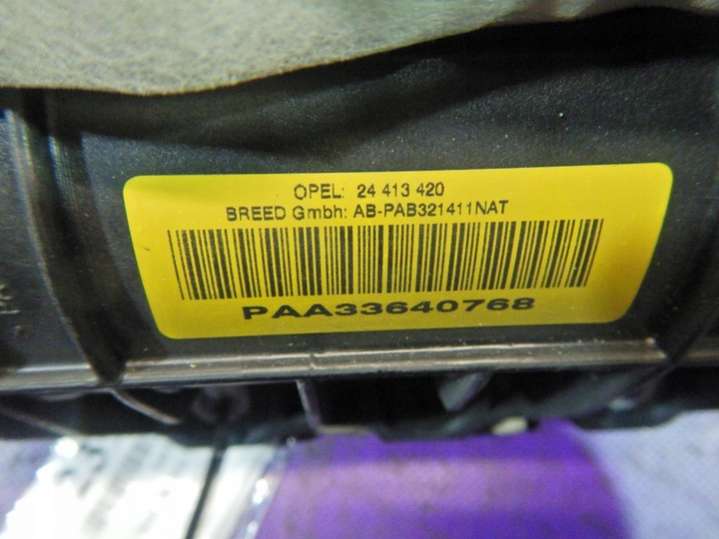 OPEL: 24 413 420
BREED Gmbh: AB-PAB321411NAT
PAA33640768